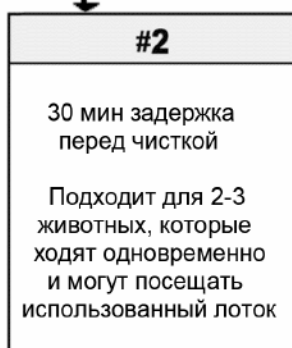 #2
30 мин задержка
перед чисткой
Подходит для 2-3
животных, которые
ходят одновременно
и могут посещать
использованный лоток